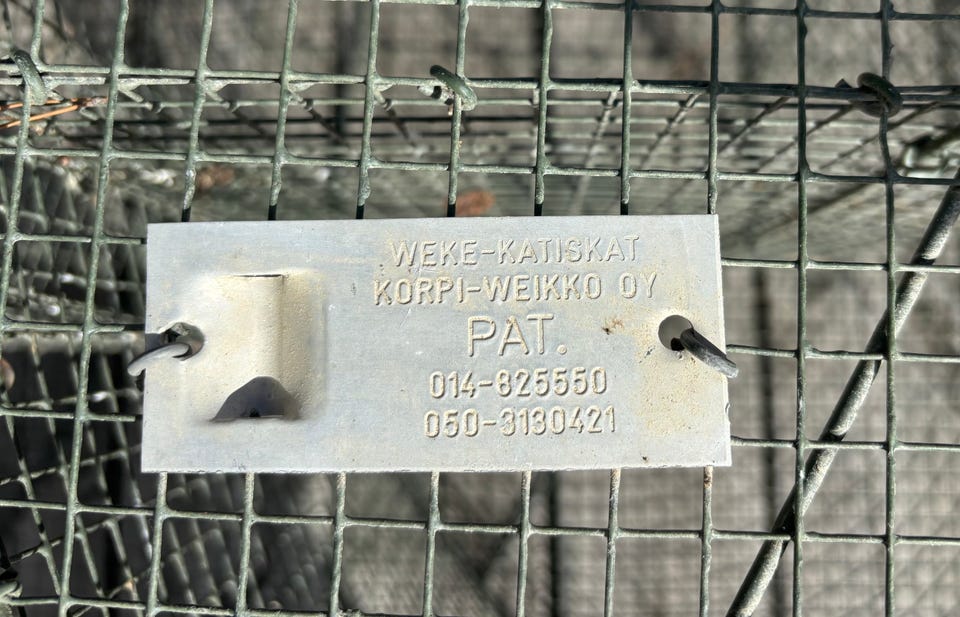 WEKE-KATISKAT
KORPI-WEIKKO OY
PAT.
014-825550
050-3130421